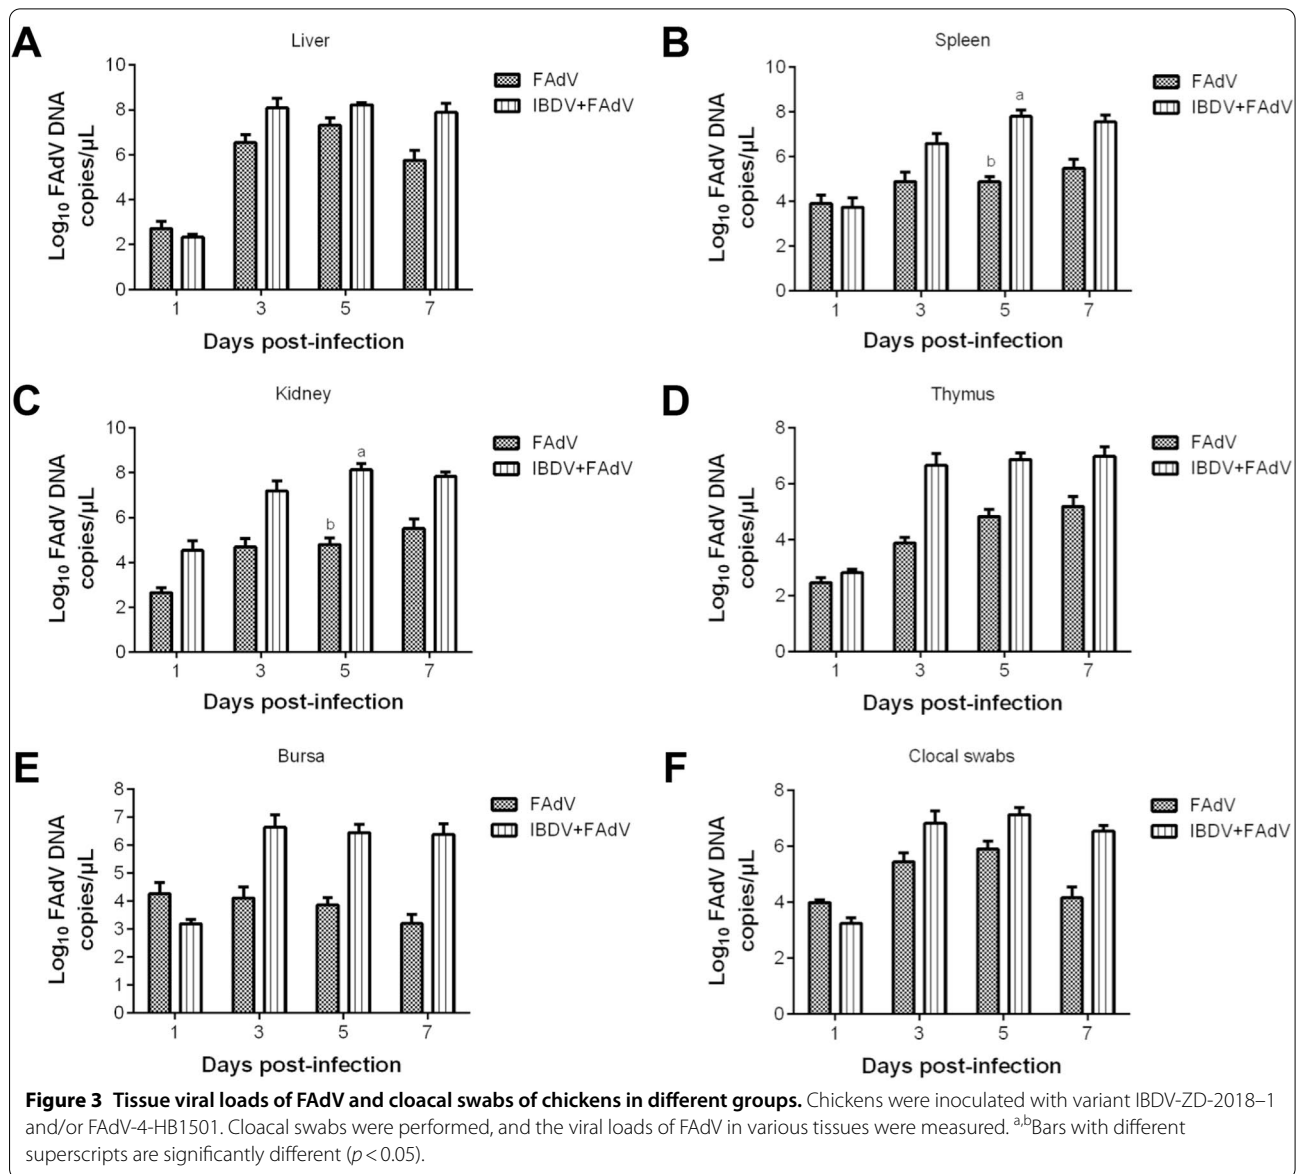 A
Liver
Log₁₀ FAdV DNA
copies/µL
10
8
6
4
2
0
1 3 5 7
Days post-infection
FAdV
IBDV+FAdV
B
Spleen
Log₁₀ FAdV DNA
copies/µL
10
8
6
4
2
0
b
a
1 3 5 7
Days post-infection
FAdV
IBDV+FAdV
C
Kidney
Log₁₀ FAdV DNA
copies/µL
10
8
6
4
2
0
b
a
1 3 5 7
Days post-infection
FAdV
IBDV+FAdV
D
Thymus
Log₁₀ FAdV DNA
copies/µL
8
6
4
2
0
1 3 5 7
Days post-infection
FAdV
IBDV+FAdV
E
Bursa
Log₁₀ FAdV DNA
copies/µL
8
7
6
5
4
3
2
1
0
1 3 5 7
Days post-infection
FAdV
IBDV+FAdV
F
Clocal swabs
Log₁₀ FAdV DNA
copies/µL
8
6
4
2
0
1 3 5 7
Days post-infection
FAdV
IBDV+FAdV
Figure 3 Tissue viral loads of FAdV and cloacal swabs of chickens in different groups. Chickens were inoculated with variant IBDV-ZD-2018–1
and/or FAdV-4-HB1501. Cloacal swabs were performed, and the viral loads of FAdV in various tissues were measured. ᵃ,ᵇBars with different
superscripts are significantly different (p < 0.05).